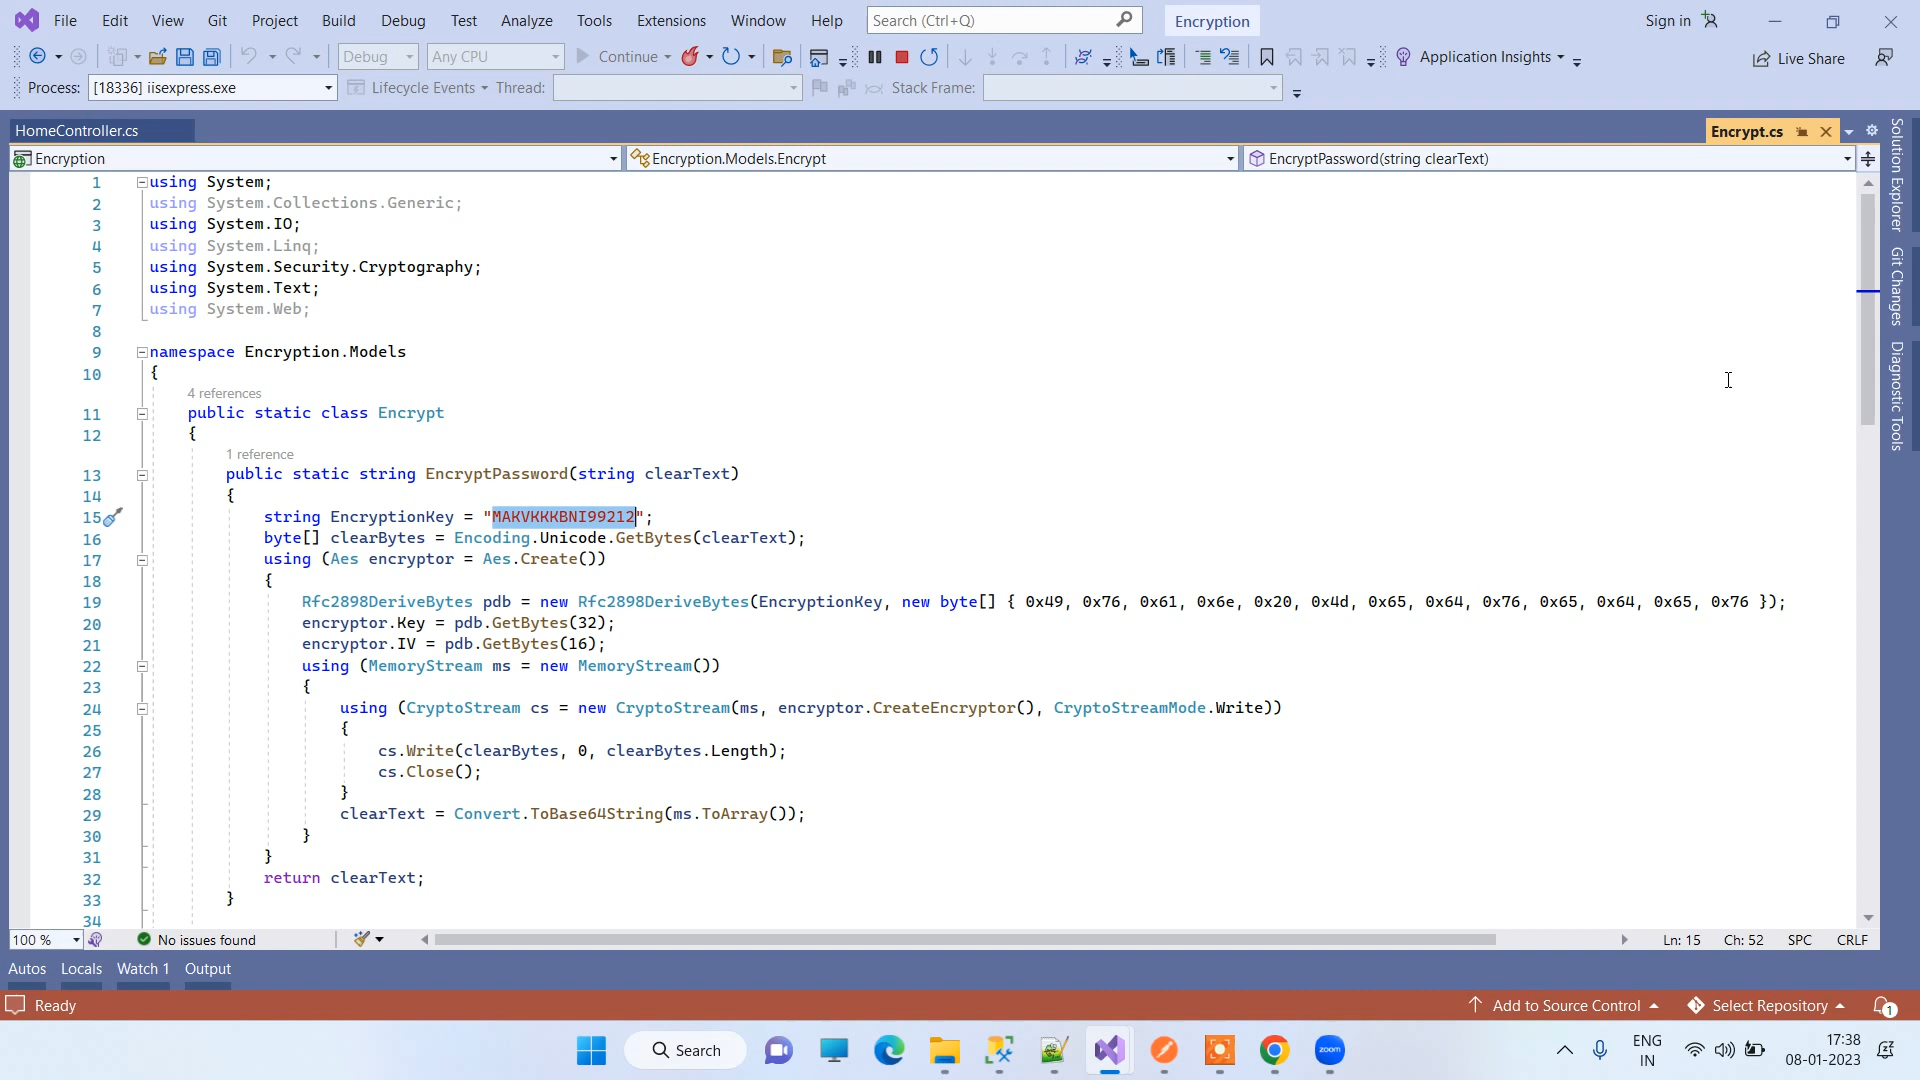 File Edit View Git Project Build Debug Test Analyze Tools Extensions Window Help Search (Ctrl+Q) Encryption Sign in
Debug Any CPU Continue Application Insights Live Share
Process: [18336] iisexpress.exe Lifecycle Events Thread: Stack Frame:
HomeController.cs Encrypt.cs
Encryption Encryption.Models.Encrypt EncryptPassword(string clearText)
1 using System;
2 using System.Collections.Generic;
3 using System.IO;
4 using System.Linq;
5 using System.Security.Cryptography;
6 using System.Text;
7 using System.Web;
8
9 namespace Encryption.Models
10 {
4 references
11 public static class Encrypt
12 {
1 reference
13 public static string EncryptPassword(string clearText)
14 {
15 string EncryptionKey = "MAKVKKKBNI99212";
16 byte[] clearBytes = Encoding.Unicode.GetBytes(clearText);
17 using (Aes encryptor = Aes.Create())
18 {
19 Rfc2898DeriveBytes pdb = new Rfc2898DeriveBytes(EncryptionKey, new byte[] { 0x49, 0x76, 0x61, 0x6e, 0x20, 0x4d, 0x65, 0x64, 0x76, 0x65, 0x64, 0x65, 0x76 });
20 encryptor.Key = pdb.GetBytes(32);
21 encryptor.IV = pdb.GetBytes(16);
22 using (MemoryStream ms = new MemoryStream())
23 {
24 using (CryptoStream cs = new CryptoStream(ms, encryptor.CreateEncryptor(), CryptoStreamMode.Write))
25 {
26 cs.Write(clearBytes, 0, clearBytes.Length);
27 cs.Close();
28 }
29 clearText = Convert.ToBase64String(ms.ToArray());
30 }
31 }
32 return clearText;
33 }
34
Solution Explorer
Git Changes
Diagnostic Tools
100 % No issues found Ln: 15 Ch: 52 SPC CRLF
Autos Locals Watch 1 Output
Ready Add to Source Control Select Repository 1
Search zoom ENG 17:38
IN 08-01-2023